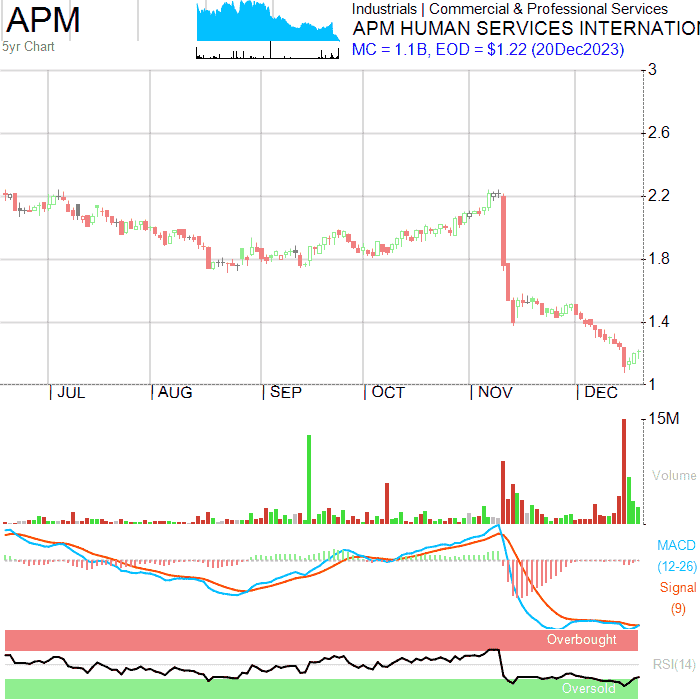 APM
5yr Chart
Industrials | Commercial & Professional Services
APM HUMAN SERVICES INTERNATIO
MC = 1.1B, EOD = $1.22 (20Dec2023)
3
2.6
2.2
1.8
1.4
1
JUL AUG SEP OCT NOV DEC
15M
Volume
MACD
(12-26)
Signal
(9)
Overbought
RSI(14)
Oversold